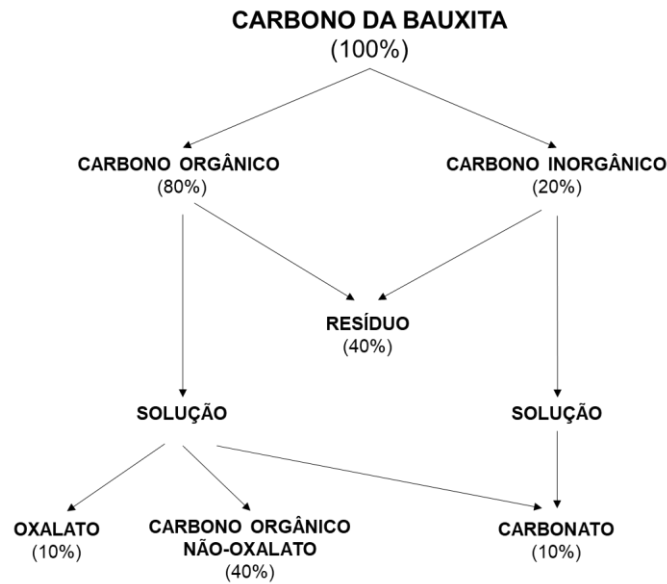 CARBONO DA BAUXITA
(100%)
CARBONO ORGÂNICO
(80%)
CARBONO INORGÂNICO
(20%)
RESÍDUO
(40%)
SOLUÇÃO
SOLUÇÃO
OXALATO
(10%)
CARBONO ORGÂNICO
NÃO-OXALATO
(40%)
CARBONATO
(10%)